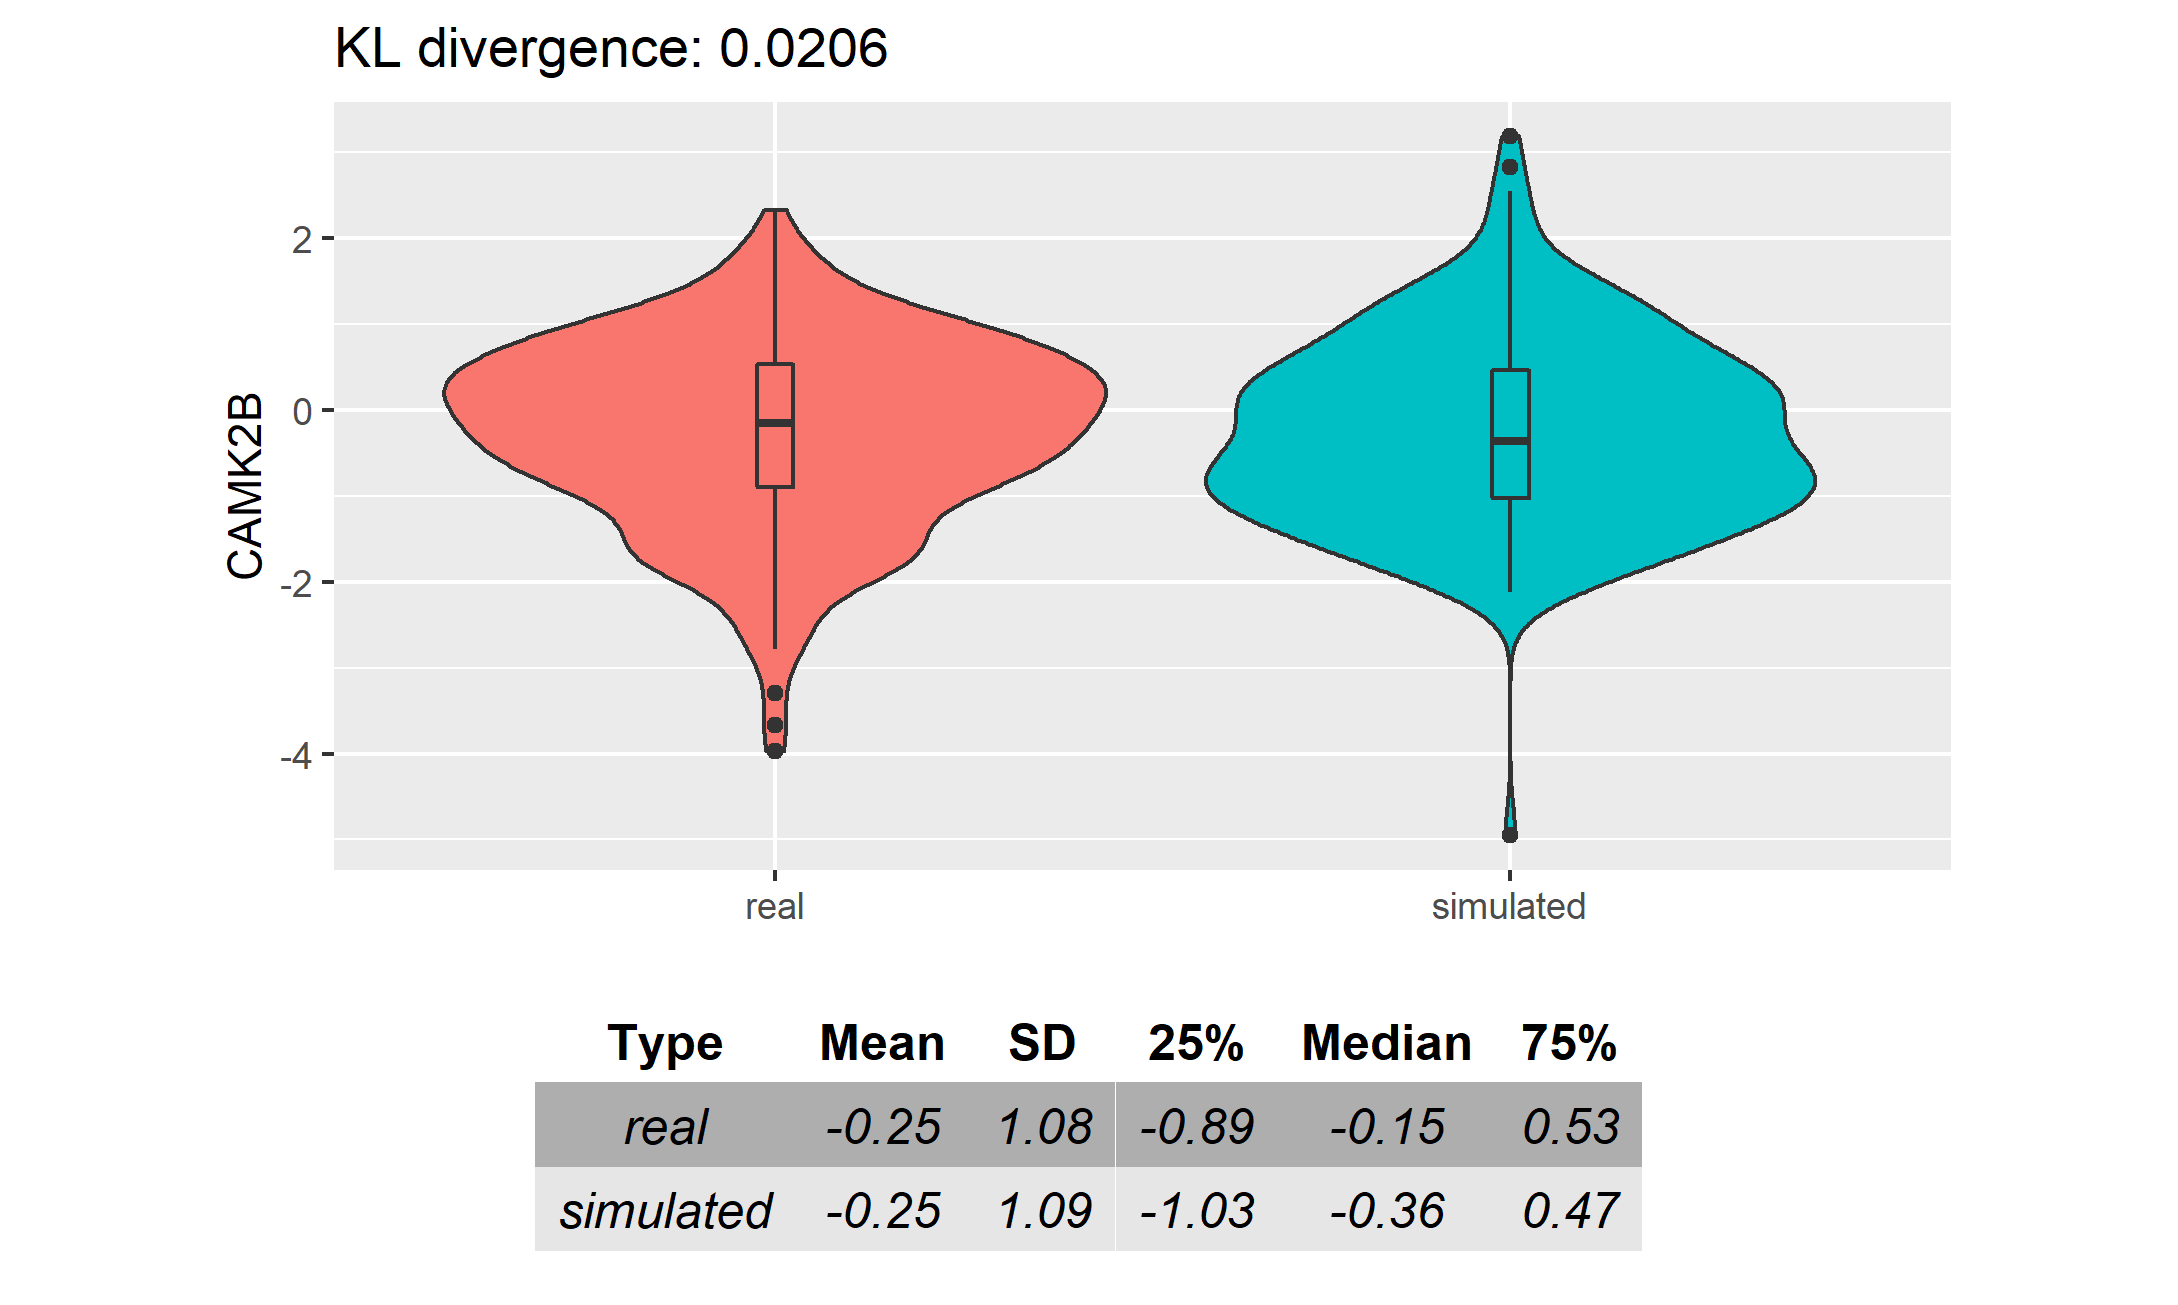 KL divergence: 0.0206
CAMK2B
2
0
-2
-4
real simulated
Type Mean SD 25% Median 75%
real -0.25 1.08 -0.89 -0.15 0.53
simulated -0.25 1.09 -1.03 -0.36 0.47